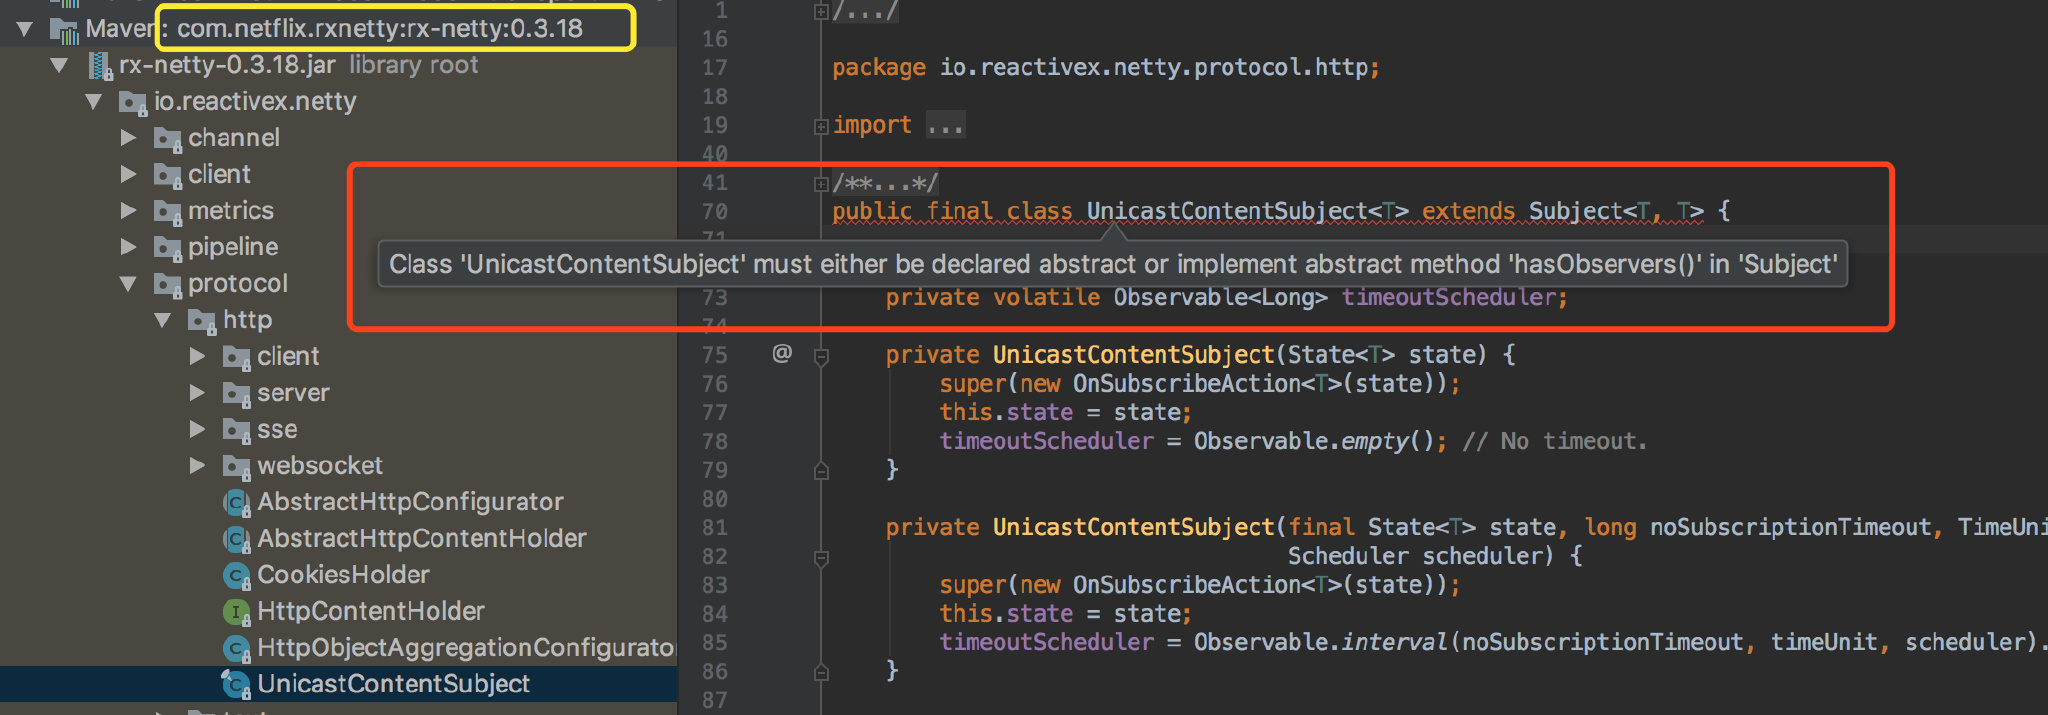 Maven: com.netflix.rxnetty:rx-netty:0.3.18
rx-netty-0.3.18.jar library root
io.reactivex.netty
channel
client
metrics
pipeline
protocol
http
client
server
sse
websocket
AbstractHttpConfigurator
AbstractHttpContentHolder
CookiesHolder
HttpContentHolder
HttpObjectAggregationConfigurato
UnicastContentSubject
1 /.../
16
17 package io.reactivex.netty.protocol.http;
18
19 import ...
40
41 /**...*/
70 public final class UnicastContentSubject<T> extends Subject<T, T> {
71
Class 'UnicastContentSubject' must either be declared abstract or implement abstract method 'hasObservers()' in 'Subject'
73 private volatile Observable<Long> timeoutScheduler;
74
75 @ private UnicastContentSubject(State<T> state) {
76 super(new OnSubscribeAction<T>(state));
77 this.state = state;
78 timeoutScheduler = Observable.empty(); // No timeout.
79 }
80
81 private UnicastContentSubject(final State<T> state, long noSubscriptionTimeout, TimeUni
82 Scheduler scheduler) {
83 super(new OnSubscribeAction<T>(state));
84 this.state = state;
85 timeoutScheduler = Observable.interval(noSubscriptionTimeout, timeUnit, scheduler).
86 }
87